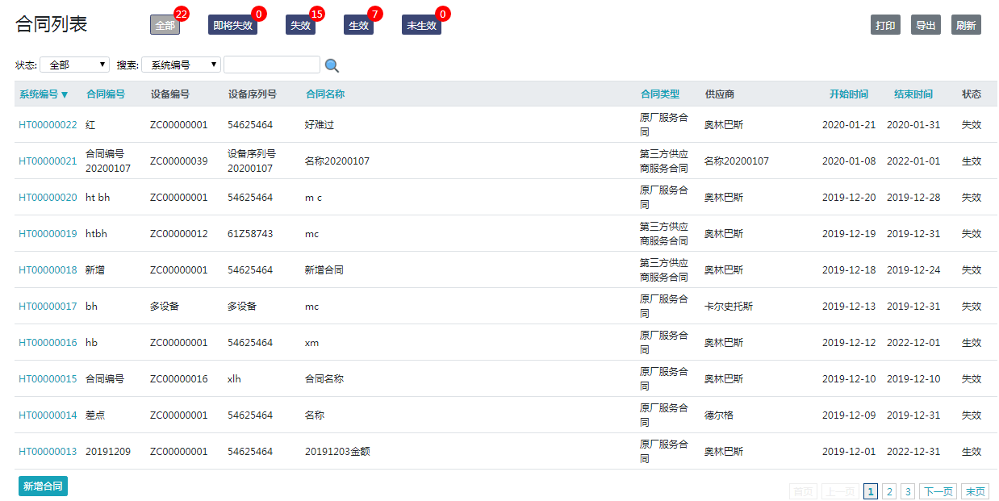 合同列表 全部 22 即将失效 0 失效 15 生效 7 未生效 0 打印 导出 刷新
状态: 全部 搜索: 系统编号
系统编号▼ 合同编号 设备编号 设备序列号 合同名称 合同类型 供应商 开始时间 结束时间 状态
HT00000022 红 ZC00000001 54625464 好难过 原厂服务合同 奥林巴斯 2020-01-21 2020-01-31 失效
HT00000021 合同编号20200107 ZC00000039 设备序列号20200107 名称20200107 第三方供应商服务合同 名称20200107 2020-01-08 2022-01-01 生效
HT00000020 ht bh ZC00000001 54625464 m c 原厂服务合同 奥林巴斯 2019-12-20 2019-12-28 失效
HT00000019 htbh ZC00000012 61Z58743 mc 第三方供应商服务合同 奥林巴斯 2019-12-19 2019-12-31 失效
HT00000018 新增 ZC00000001 54625464 新增合同 第三方供应商服务合同 奥林巴斯 2019-12-18 2019-12-24 失效
HT00000017 bh 多设备 多设备 mc 原厂服务合同 卡尔史托斯 2019-12-13 2019-12-31 失效
HT00000016 hb ZC00000001 54625464 xm 原厂服务合同 奥林巴斯 2019-12-12 2022-12-01 生效
HT00000015 合同编号 ZC00000016 xlh 合同名称 原厂服务合同 奥林巴斯 2019-12-10 2019-12-10 失效
HT00000014 差点 ZC00000001 54625464 名称 原厂服务合同 德尔格 2019-12-09 2019-12-31 失效
HT00000013 20191209 ZC00000001 54625464 20191203金额 原厂服务合同 奥林巴斯 2019-12-01 2022-12-31 生效
新增合同 首页 上一页 1 2 3 下一页 末页